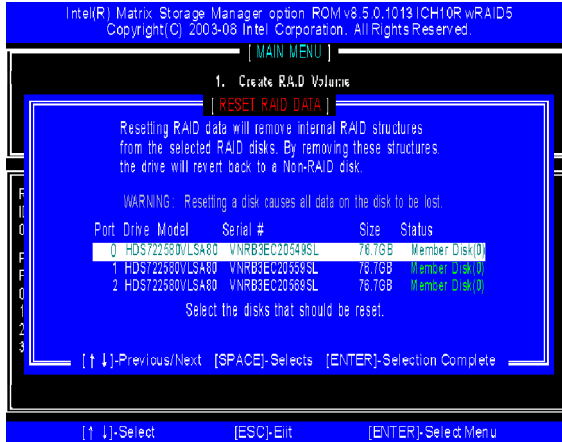 Intel(R) Matrix Storage Manager option ROM v8.5.0.1013 ICH10R wRAID5
Copyright(C) 2003-08 Intel Corporation. All Rights Reserved.
[ MAIN MENU ]
1. Create RAID Volume
[ RESET RAID DATA ]
Resetting RAID data will remove internal RAID structures
from the selected RAID disks. By removing these structures,
the drive will revert back to a Non-RAID disk.
WARNING: Resetting a disk causes all data on the disk to be lost.
Port Drive Model Serial # Size Status
0 HDS722580VLSA80 VNRB3EC20549SL 76.7GB Member Disk(0)
1 HDS722580VLSA80 VNRB3EC20559SL 76.7GB Member Disk(0)
2 HDS722580VLSA80 VNRB3EC20569SL 76.7GB Member Disk(0)
Select the disks that should be reset.
[↑ ↓]-Previous/Next [SPACE]-Selects [ENTER]-Selection Complete
[↑ ↓]-Select [ESC]-Eiit [ENTER]-Select Menu